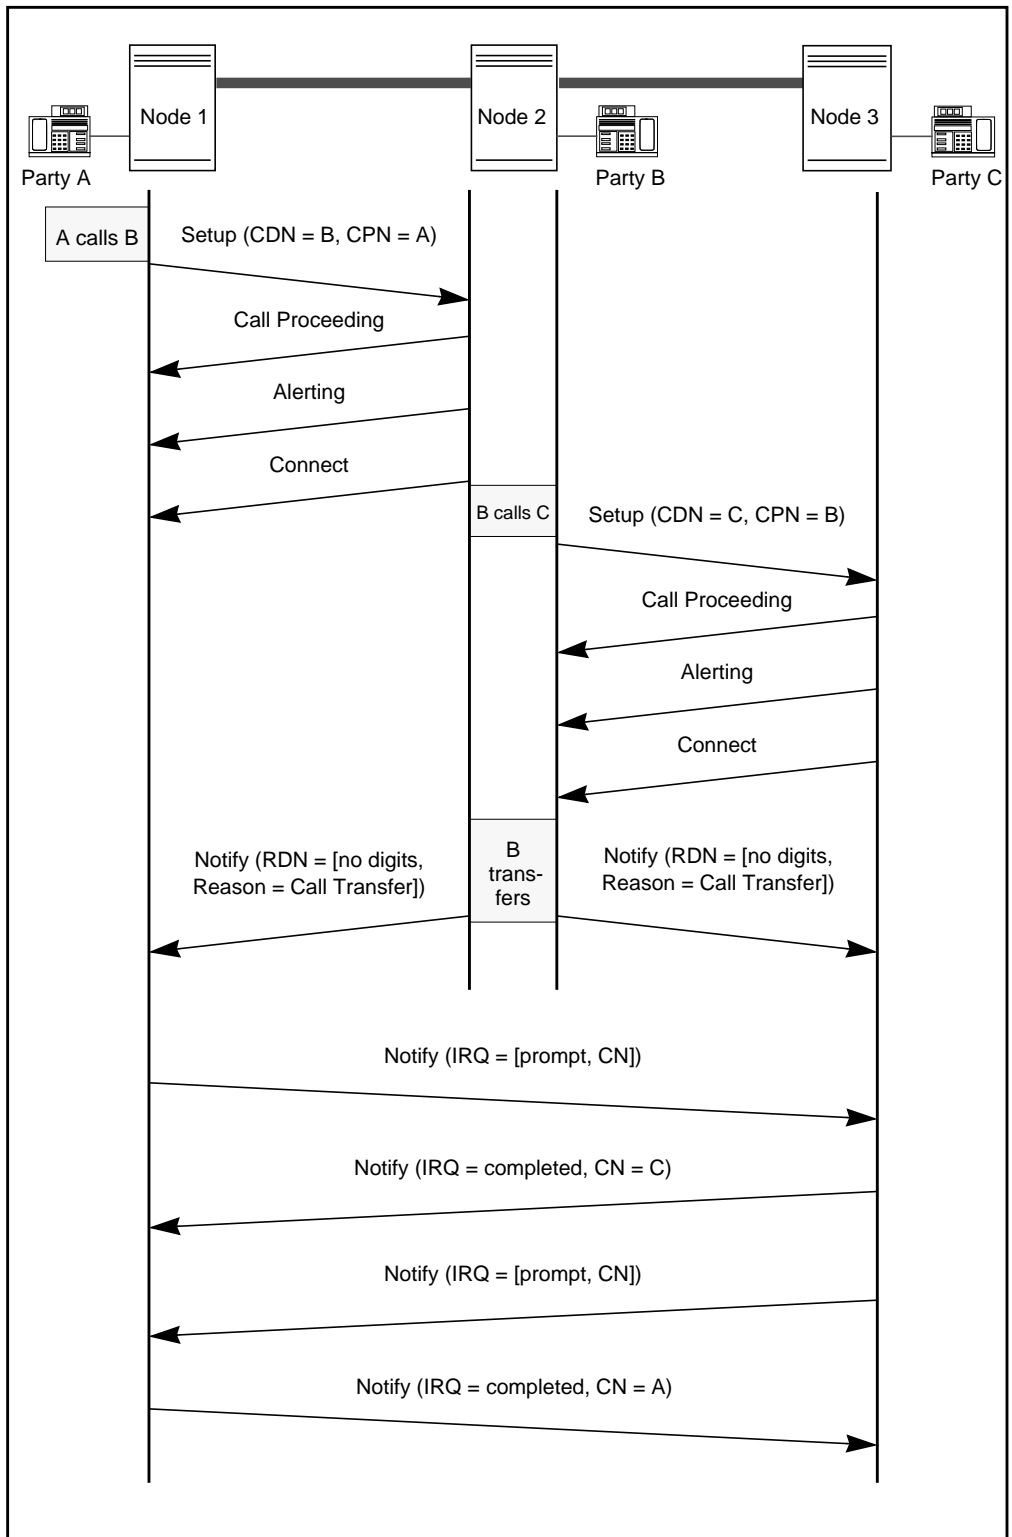 Node 1
Node 2
Node 3
Party A
Party B
Party C
A calls B
Setup (CDN = B, CPN = A)
Call Proceeding
Alerting
Connect
B calls C
Setup (CDN = C, CPN = B)
Call Proceeding
Alerting
Connect
Notify (RDN = [no digits,
Reason = Call Transfer])
B
trans-
fers
Notify (RDN = [no digits,
Reason = Call Transfer])
Notify (IRQ = [prompt, CN])
Notify (IRQ = completed, CN = C)
Notify (IRQ = [prompt, CN])
Notify (IRQ = completed, CN = A)